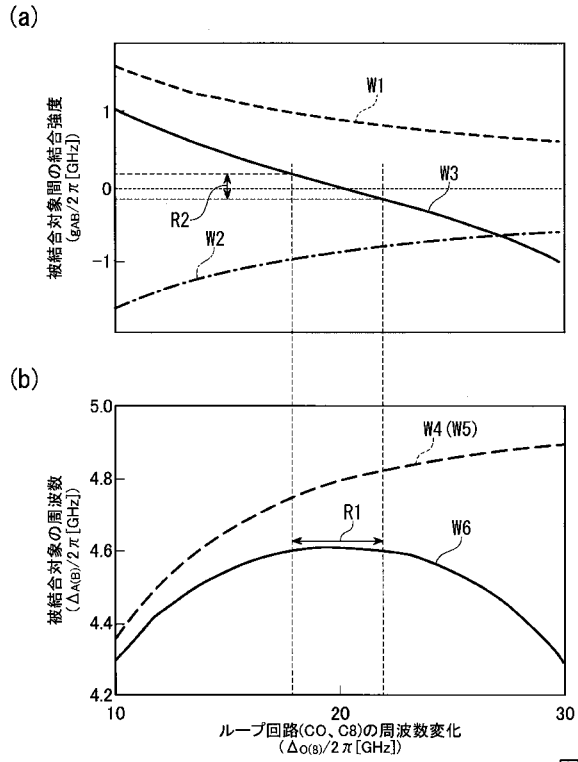 (a)
被結合対象間の結合強度
(gAB/2π[GHz])
1
0
−1
W1
W3
R2
W2
(b)
被結合対象の周波数
(ΔA(B)/2π[GHz])
5.0
4.8
4.6
4.4
4.2
W4(W5)
R1
W6
10
20
30
ループ回路(CO、C8)の周波数変化
(ΔO(8)/2π[GHz])